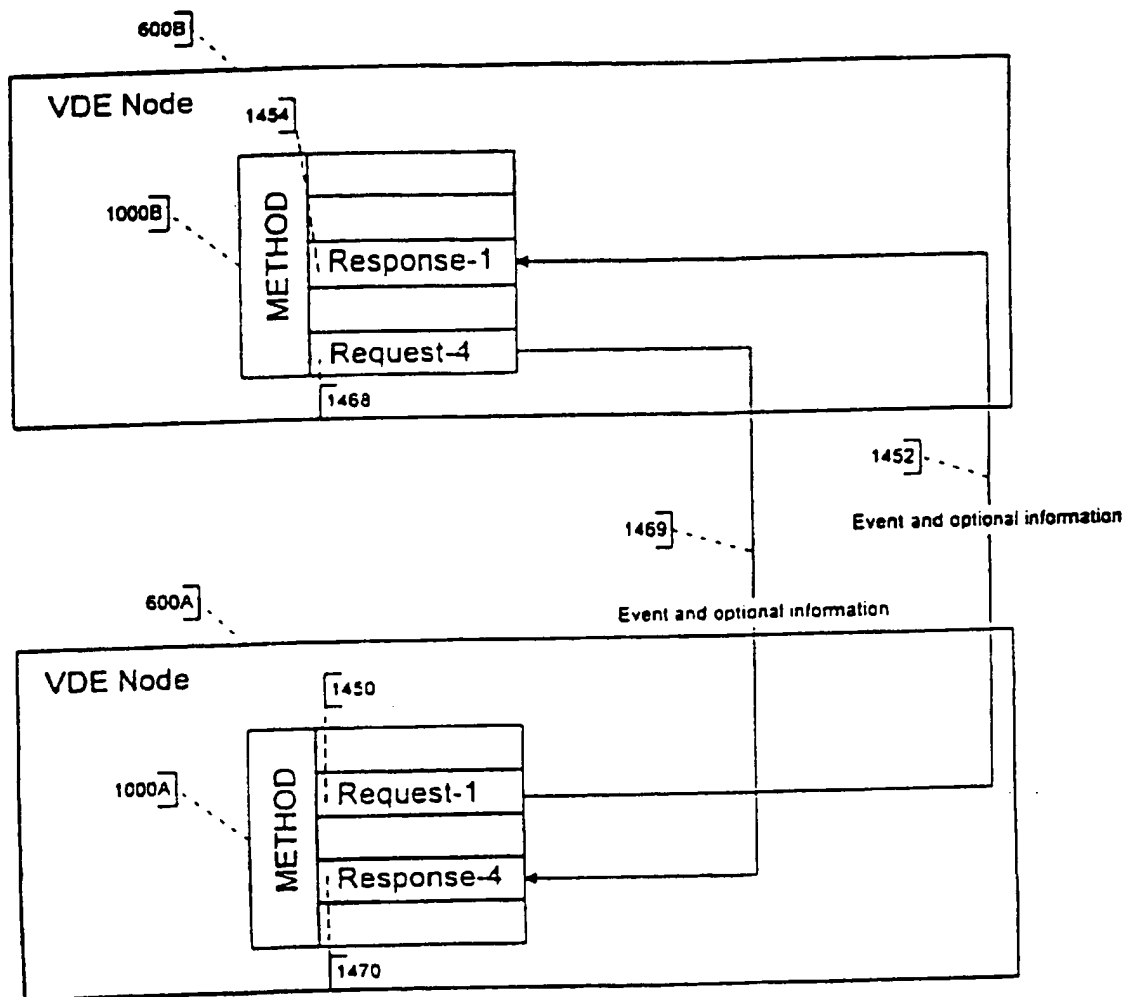 600B
VDE Node
1454
1000B
METHOD
Response-1
Request-4
1468
1452
Event and optional information
1469
600A
Event and optional information
VDE Node
1450
1000A
METHOD
Request-1
Response-4
1470